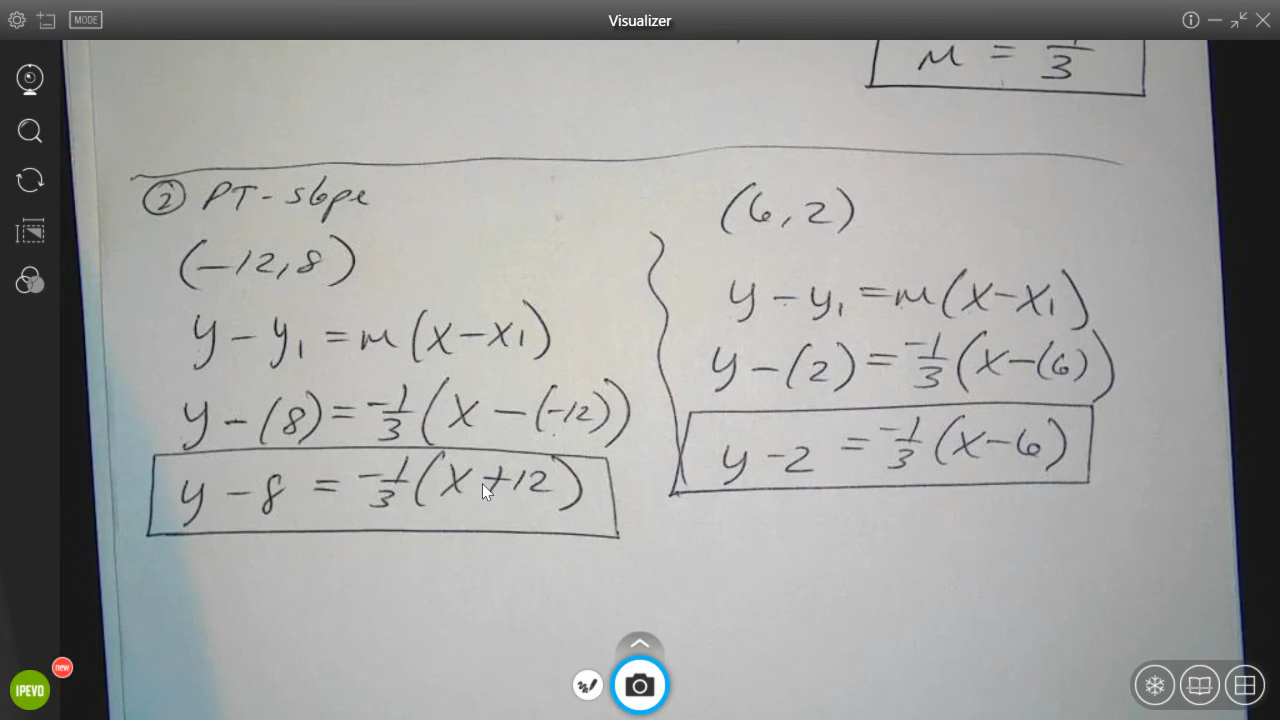 MODE
Visualizer
M = -1/3
② PT-slope
(-12,8)
y - y₁ = m(x-x₁)
y-(8)= -1/3 (x-(-12))
y-8 = -1/3 (x+12)
(6,2)
y-y₁ =m(x-x₁)
y-(2)= -1/3 (x-(6))
y-2 = -1/3 (x-6)
new
IPEVO